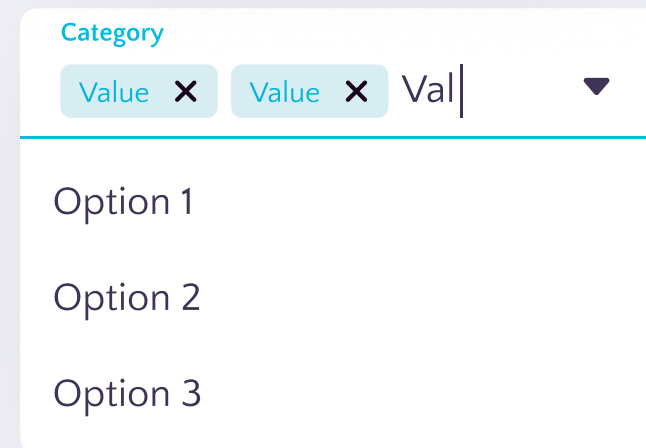 Category
Value Value Val
Option 1
Option 2
Option 3